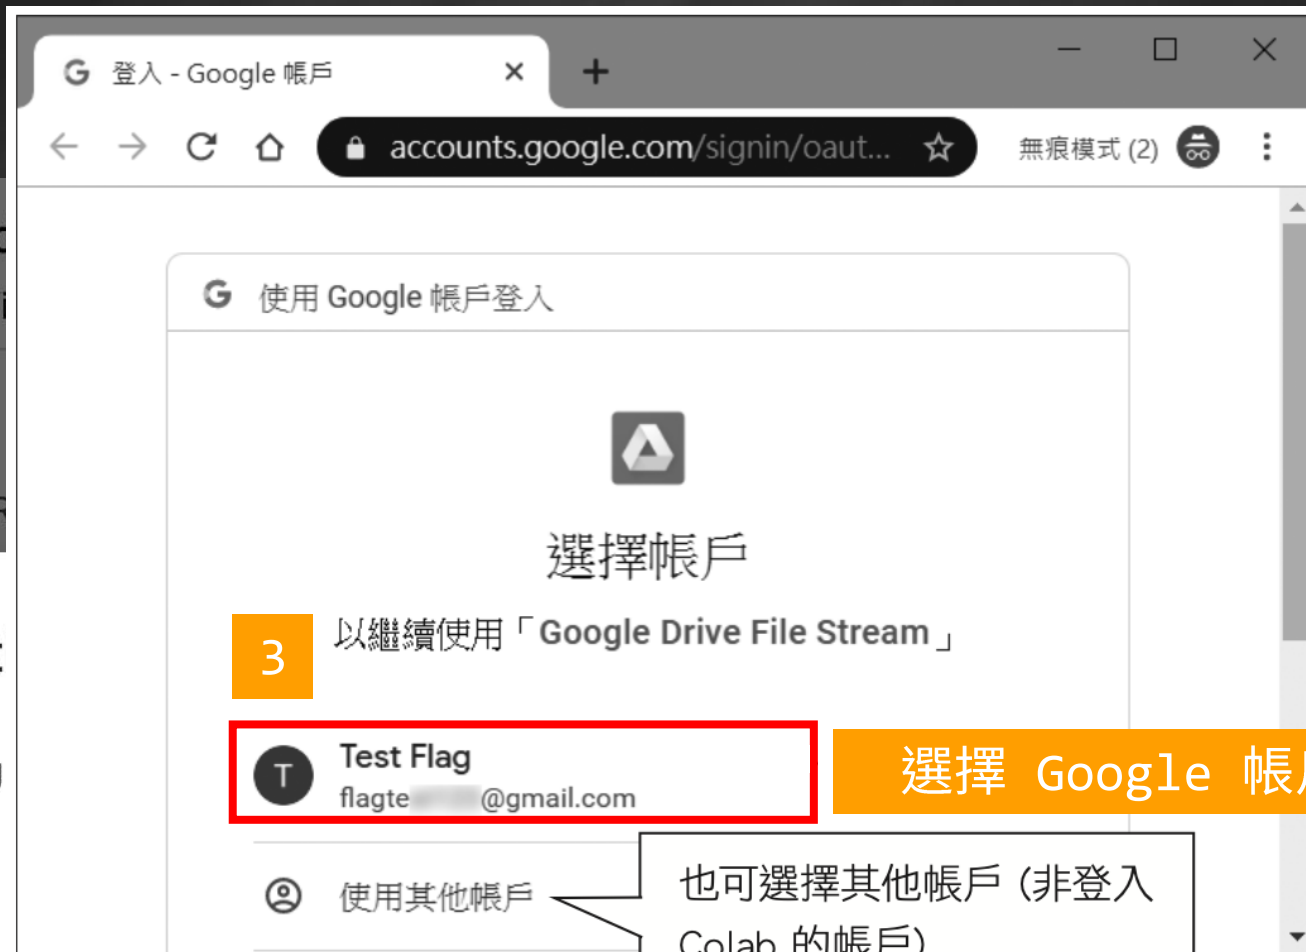 登入 - Google 帳戶
accounts.google.com/signin/oaut...
無痕模式 (2)
使用 Google 帳戶登入
選擇帳戶
3
以繼續使用「Google Drive File Stream」
T
Test Flag
選擇 Google 帳
flagte @gmail.com
使用其他帳戶
也可選擇其他帳戶 (非登入
Colab 的帳戶)